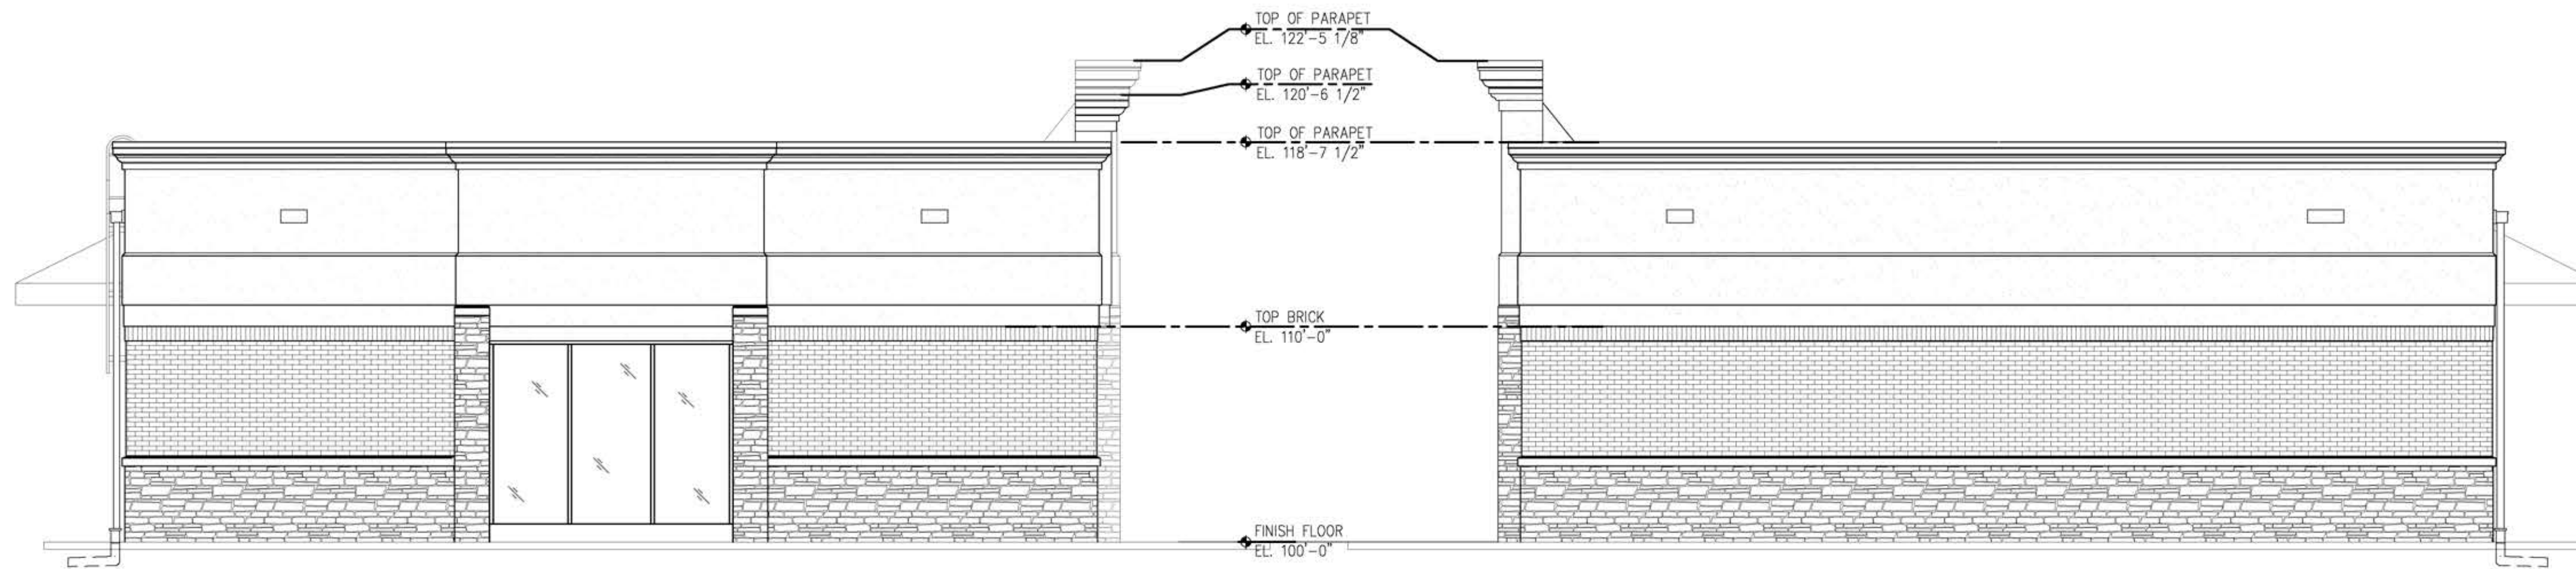 TOP OF PARAPET
EL. 122'-5 1/8"
TOP OF PARAPET
EL. 120'-6 1/2"
TOP OF PARAPET
EL. 118'-7 1/2"
TOP BRICK
EL. 110'-0"
FINISH FLOOR
EL. 100'-0"